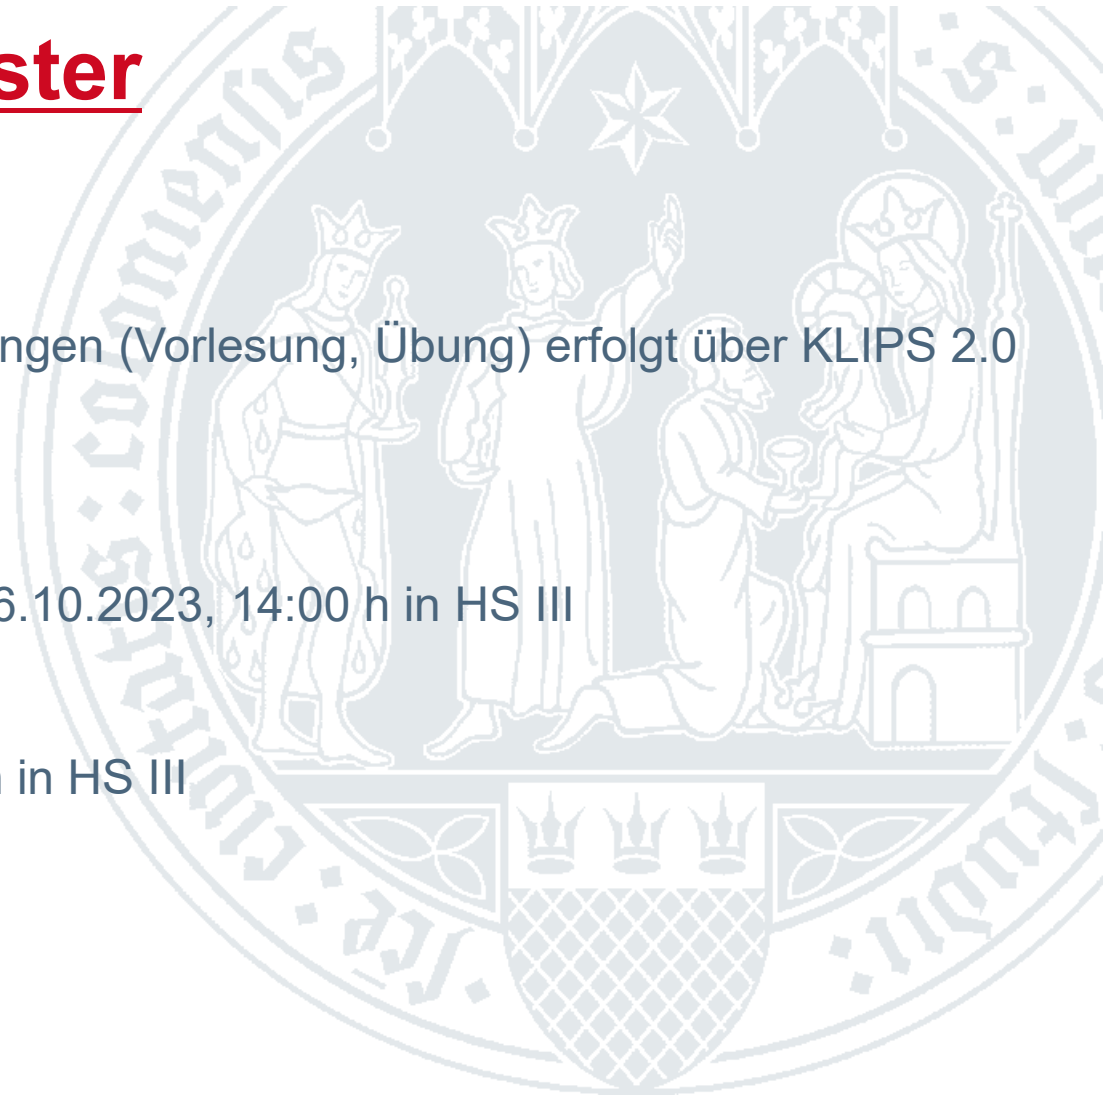 ster
ngen (Vorlesung, Übung) erfolgt über KLIPS 2.0
6.10.2023, 14:00 h in HS III
in HS III